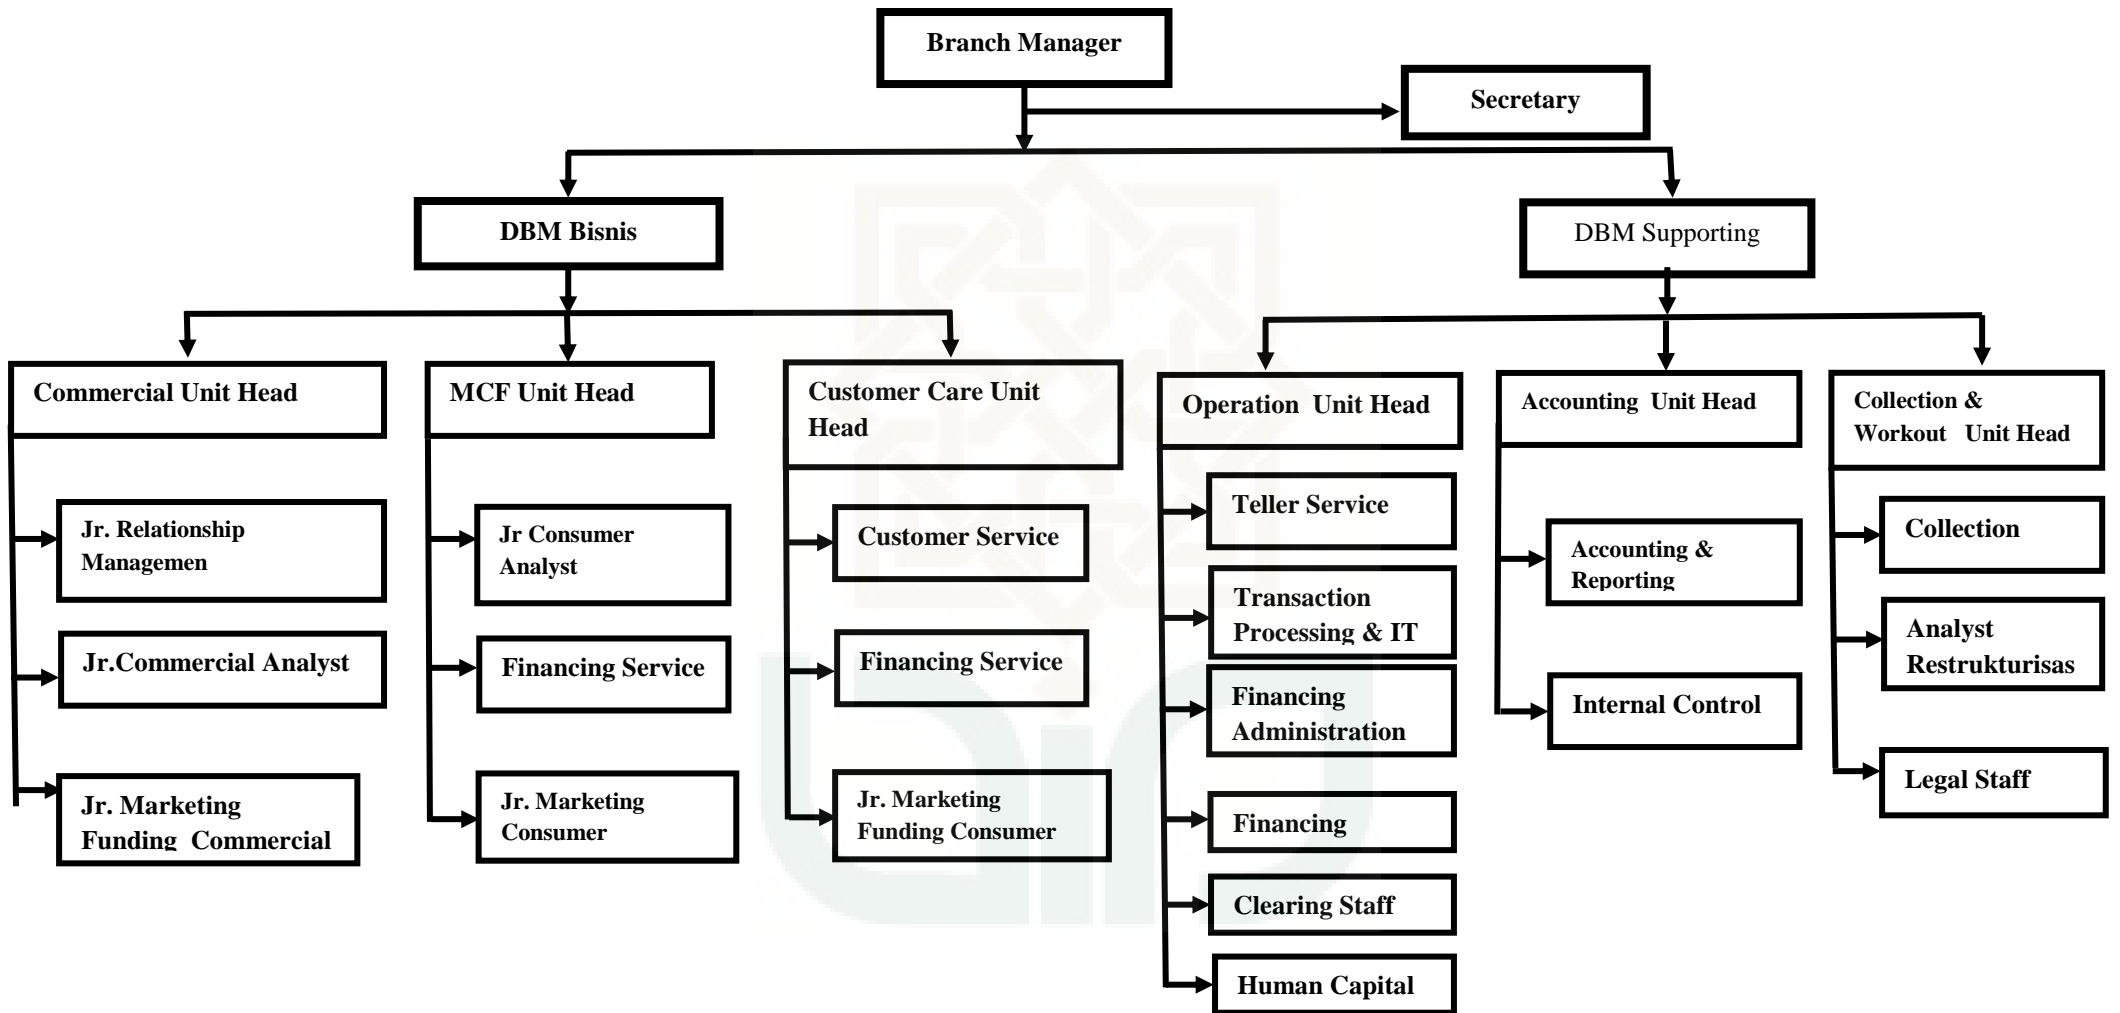 Branch Manager
Secretary
DBM Bisnis
DBM Supporting
Commercial Unit Head
MCF Unit Head
Customer Care Unit
Head
Operation Unit Head
Accounting Unit Head
Collection &
Workout Unit Head
Jr. Relationship
Managemen
Jr.Commercial Analyst
Jr. Marketing
Funding Commercial
Jr Consumer
Analyst
Financing Service
Jr. Marketing
Consumer
Customer Service
Financing Service
Jr. Marketing
Funding Consumer
Teller Service
Transaction
Processing & IT
Financing
Administration
Financing
Clearing Staff
Human Capital
Accounting &
Reporting
Internal Control
Collection
Analyst
Restrukturisas
Legal Staff